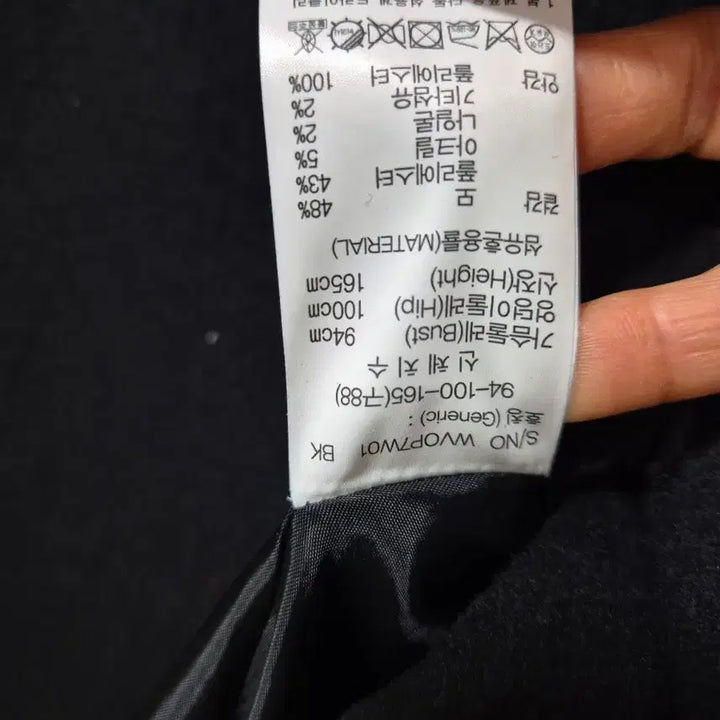 S/NO WVOP7W01 BK
호칭 (Generic) :
94-100-165(구88)
신 체 치 수
가슴둘레(Bust) 94cm
엉덩이둘레(Hip) 100cm
신장(Height) 165cm
섬유혼용률(MATERIAL)
겉감 모 48%
폴리에스터 43%
아크릴 5%
나일론 2%
기타섬유 2%
안감 폴리에스터 100%